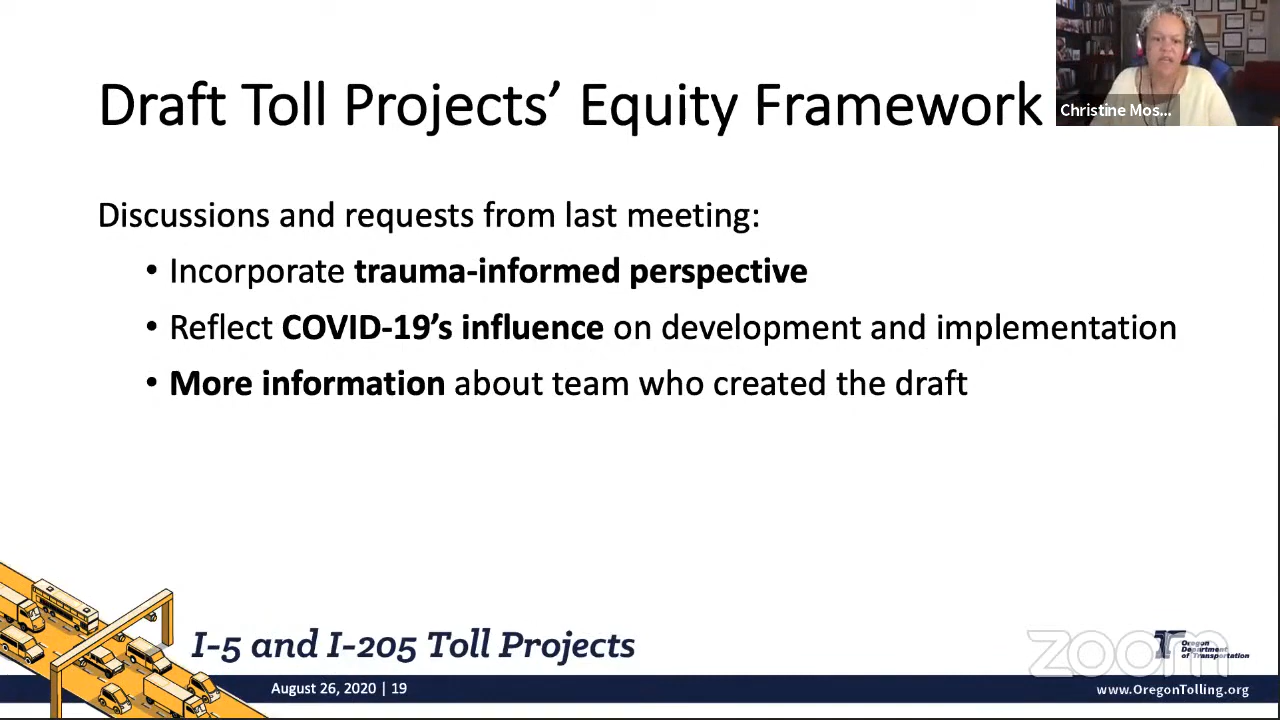 Draft Toll Projects’ Equity Framework
Christine Mos...
Discussions and requests from last meeting:
• Incorporate trauma-informed perspective
• Reflect COVID-19’s influence on development and implementation
• More information about team who created the draft
I-5 and I-205 Toll Projects
zoom
Oregon
Department
of Transportation
August 26, 2020 | 19
www.OregonTolling.org